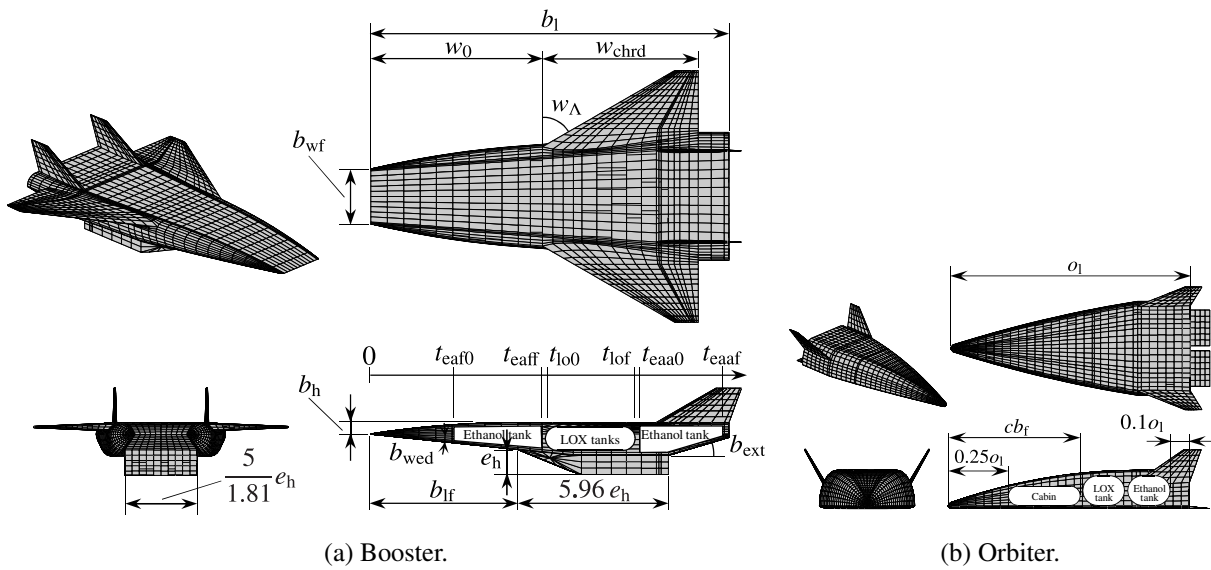 b_l
w_0
w_chrd
w_Λ
b_wf
0
t_eaf0
t_eaff
t_lo0
t_lof
t_eaa0
t_eaaf
b_h
Ethanol tank
LOX tanks
Ethanol tank
b_wed
e_h
b_ext
5/1.81 e_h
b_lf
5.96 e_h
(a) Booster.
o_l
cb_f
0.1o_l
0.25o_l
Cabin
LOX
tank
Ethanol
tank
(b) Orbiter.